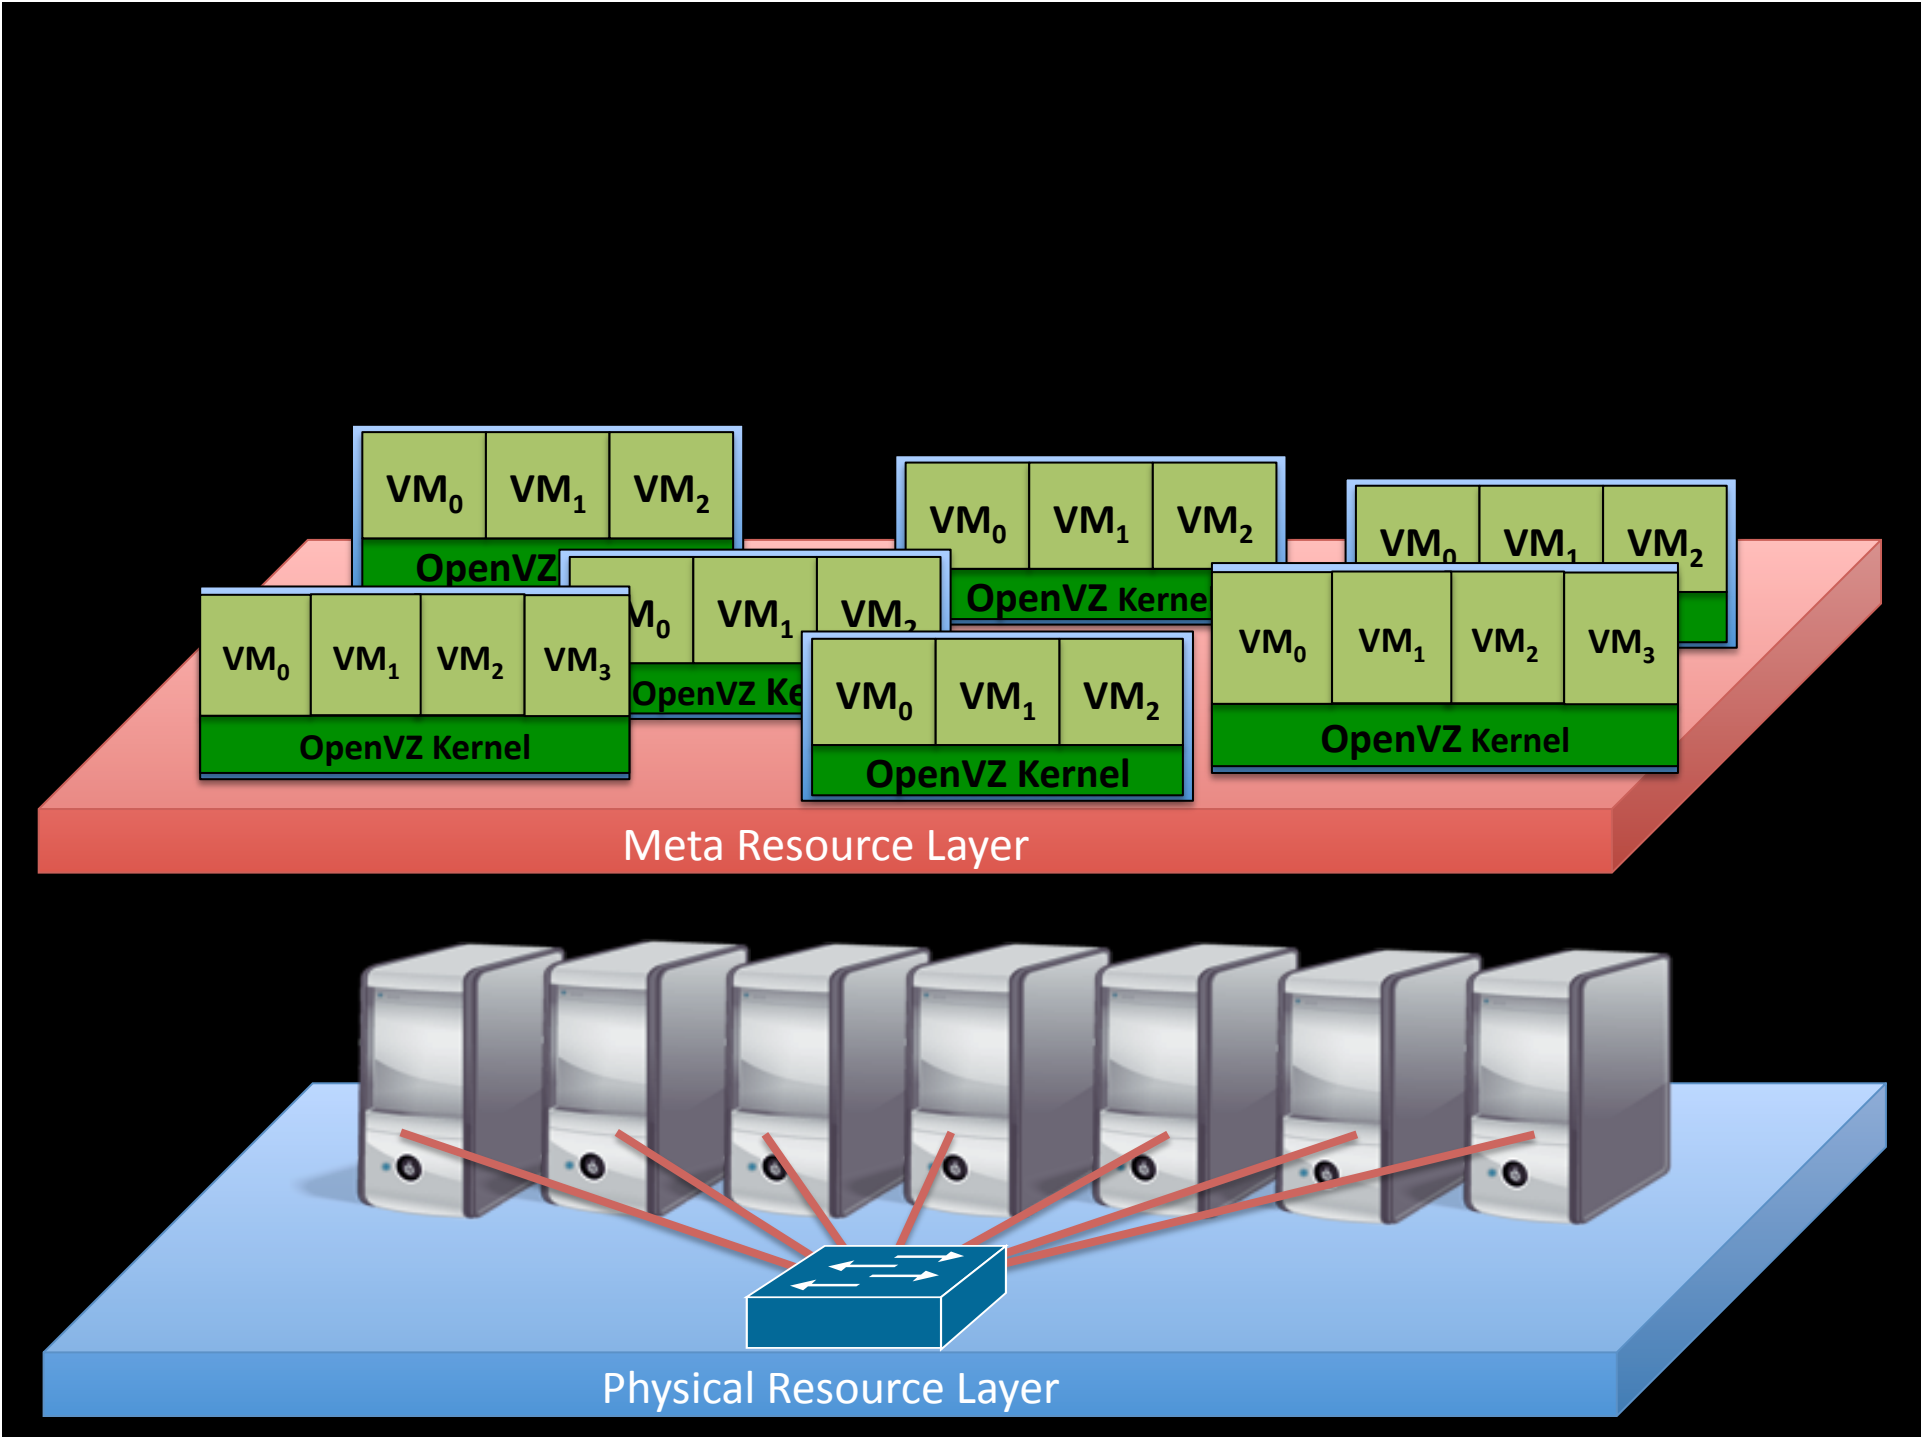 VM0 VM1 VM2
OpenVZ
VM0 VM1 VM2
OpenVZ Kerne
VM0 VM1 VM2
M0 VM1 VM2
OpenVZ Ke
VM0 VM1 VM2 VM3
OpenVZ Kernel
VM0 VM1 VM2
OpenVZ Kernel
VM0 VM1 VM2 VM3
OpenVZ Kernel
Meta Resource Layer
Physical Resource Layer